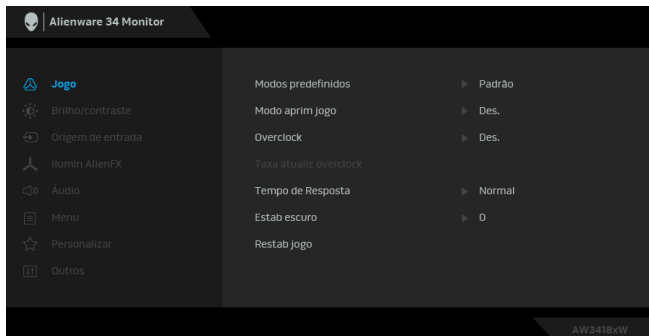 Alienware 34 Monitor
Jogo
Modos predefinidos
Padrão
Brilho/contraste
Modo aprim jogo
Des.
Origem de entrada
Overclock
Des.
Ilumin AlienFX
Taxa atualiz overclock
Áudio
Tempo de Resposta
Normal
Menu
Estab escuro
0
Personalizar
Restab jogo
Outros
AW3418xW